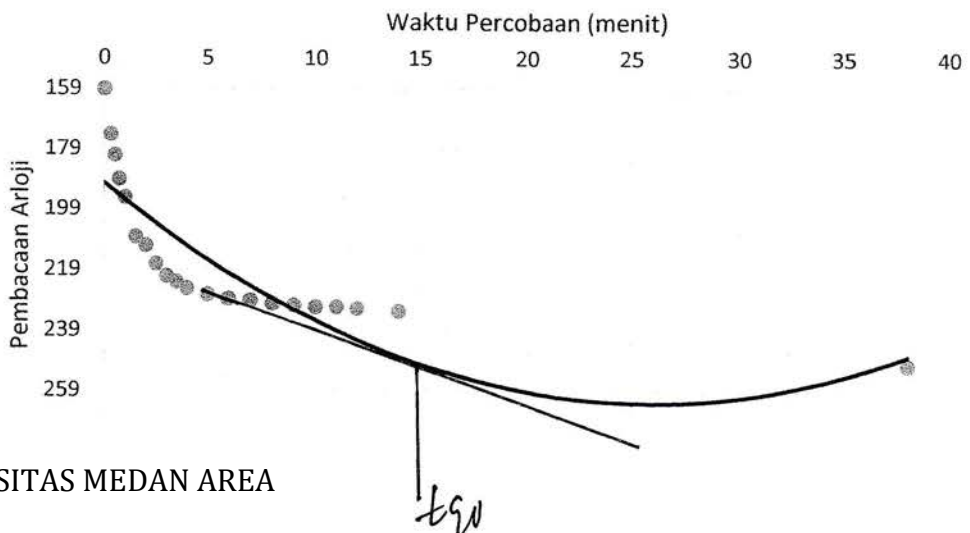 Waktu Percobaan (menit)
0 5 10 15 20 25 30 35 40
Pembacaan Arloji
159
179
199
219
239
259
SITAS MEDAN AREA
t90